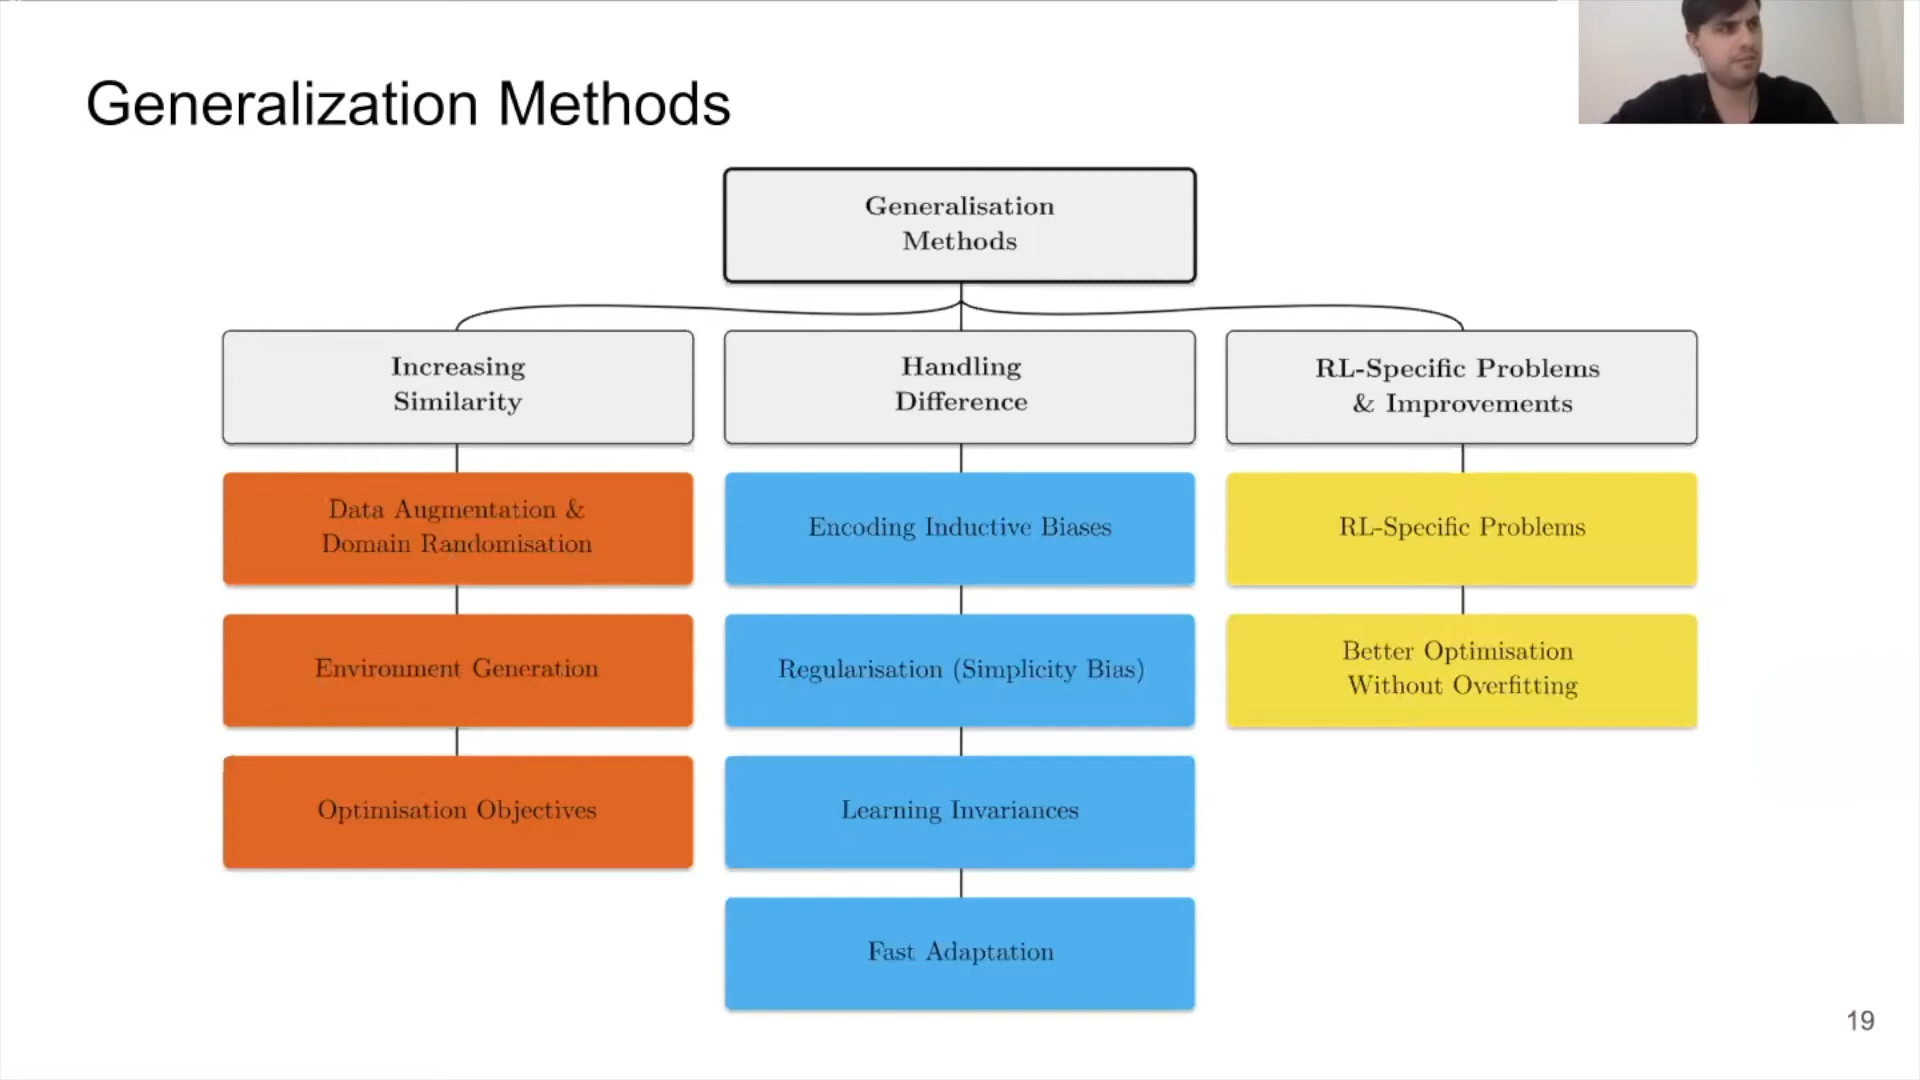 Generalization Methods
Generalisation
Methods
Increasing
Similarity
Handling
Difference
RL-Specific Problems
& Improvements
Data Augmentation &
Domain Randomisation
Encoding Inductive Biases
RL-Specific Problems
Environment Generation
Regularisation (Simplicity Bias)
Better Optimisation
Without Overfitting
Optimisation Objectives
Learning Invariances
Fast Adaptation
19